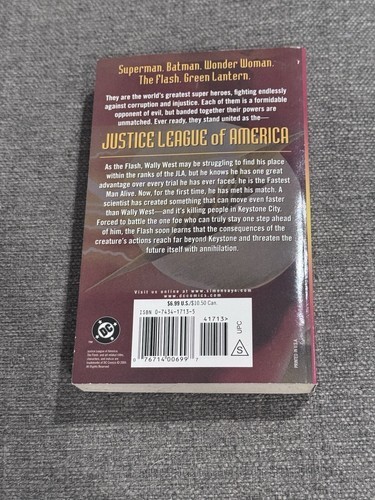 Superman. Batman. Wonder Woman.
The Flash. Green Lantern.
They are the world's greatest super heroes, fighting endlessly
against corruption and injustice. Each of them is a formidable
opponent of evil, but banded together their powers are
unmatched. Ever ready, they stand united as the—
JUSTICE LEAGUE of AMERICA
As the Flash, Wally West may be struggling to find his place
within the ranks of the JLA, but he knows he has one great
advantage over every trial he has ever faced: he is the Fastest
Man Alive. Now, for the first time, he has met his match. A
scientist has created something that can move even faster
than Wally West—and it's killing people in Keystone City.
Forced to battle the one foe who can truly stay one step ahead
of him, the Flash soon learns that the consequences of the
creature's actions reach far beyond Keystone and threaten the
future itself with annihilation.
Visit us online at www.simonsays.com
www.dccomics.com
$6.99 U.S./$10.50 Can.
ISBN 0-7434-1713-5
41713
UPC
S
DC
0 76714 00699 7
PRINTED IN U.S.A.